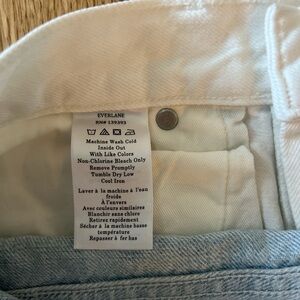 EVERLANE
RN# 139393
Machine Wash Cold
Inside Out
With Like Colors
Non-Chlorine Bleach Only
Remove Promptly
Tumble Dry Low
Cool Iron
Laver à la machine à l'eau
froide
À l'envers
Avec couleurs similaires
Blanchir sans chlore
Retirez rapidement
Sécher à la machine basse
température
Repasser à fer bas